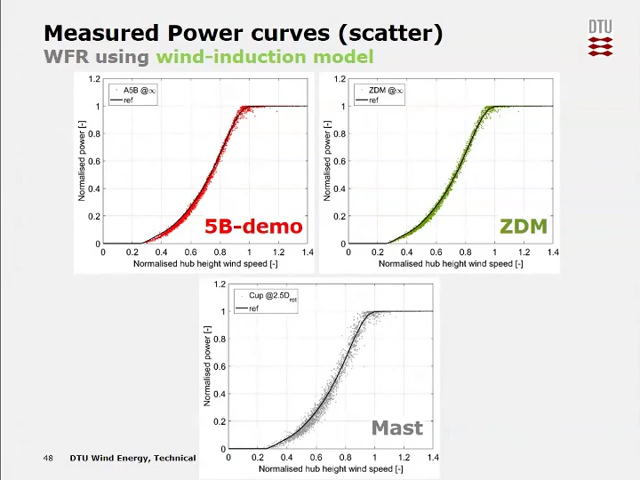 Measured Power curves (scatter)
WFR using wind-induction model
DTU
1.2
1
0.8
0.6
0.4
0.2
0
0 0.2 0.4 0.6 0.8 1 1.2 1.4
Normalised power [-]
Normalised hub height wind speed [-]
A5B @∞
ref
5B-demo
1.2
1
0.8
0.6
0.4
0.2
0
0 0.2 0.4 0.6 0.8 1 1.2 1.4
Normalised power [-]
Normalised hub height wind speed [-]
ZDM @∞
ref
ZDM
1.2
1
0.8
0.6
0.4
0.2
0
0 0.2 0.4 0.6 0.8 1 1.2 1.4
Normalised power [-]
Normalised hub height wind speed [-]
Cup @2.5Drot
ref
Mast
48 DTU Wind Energy, Technical